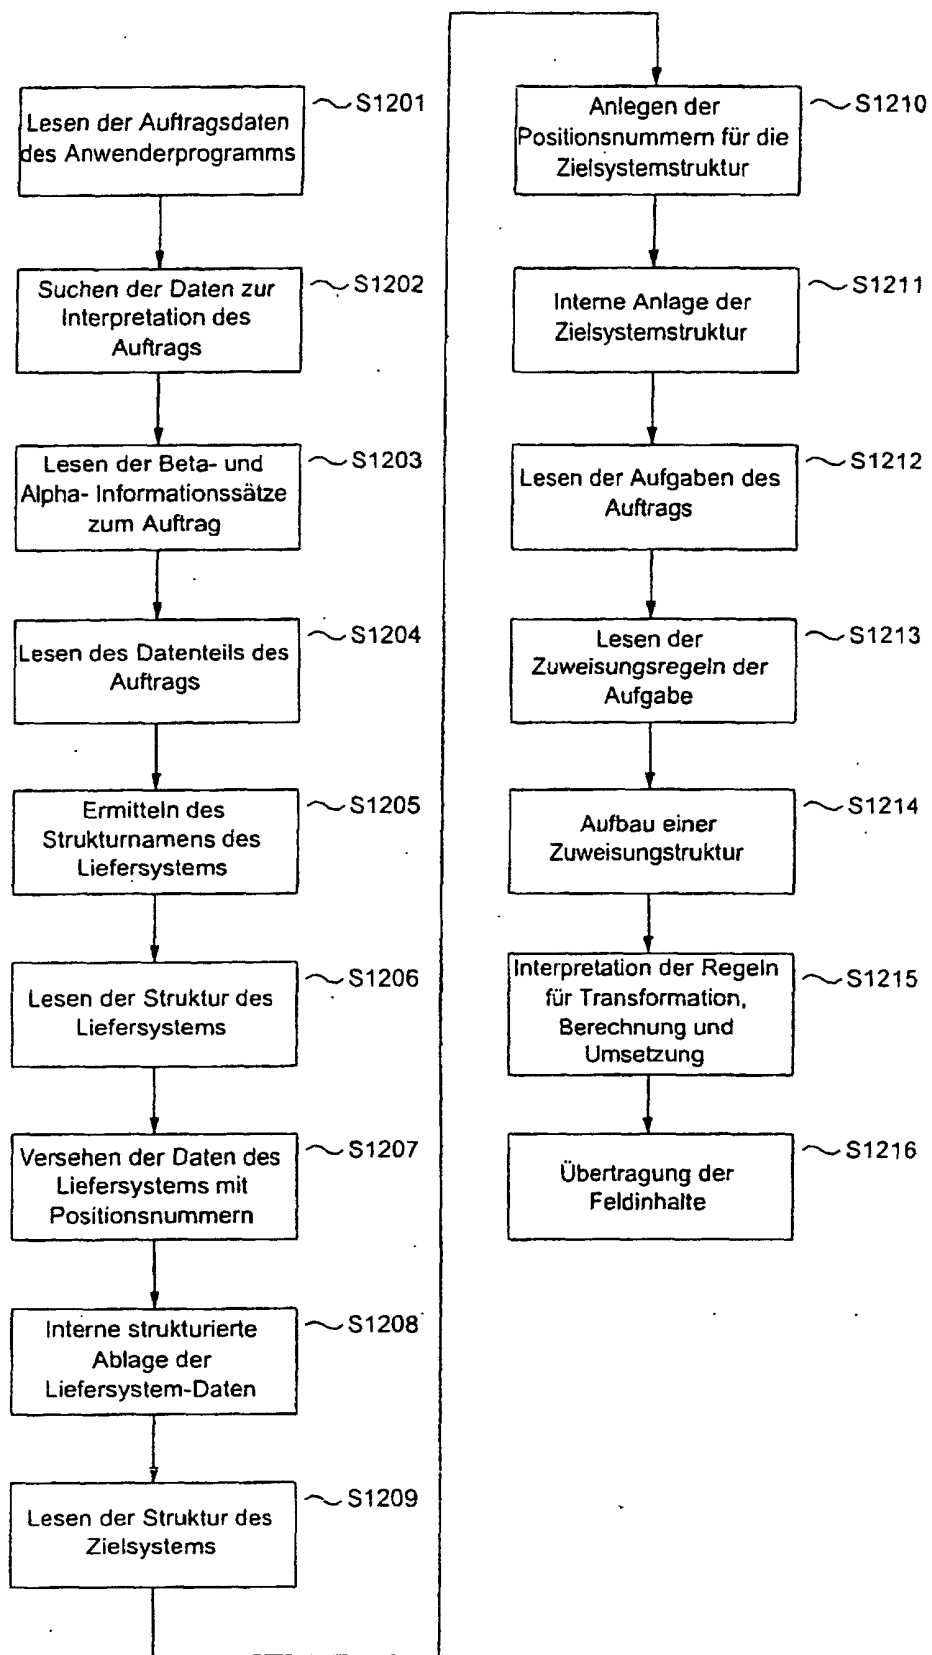 Lesen der Auftragsdaten
des Anwenderprogramms
S1201
Suchen der Daten zur
Interpretation des
Auftrags
S1202
Lesen der Beta- und
Alpha- Informationssätze
zum Auftrag
S1203
Lesen des Datenteils des
Auftrags
S1204
Ermitteln des
Strukturnamens des
Liefersystems
S1205
Lesen der Struktur des
Liefersystems
S1206
Versehen der Daten des
Liefersystems mit
Positionsnummern
S1207
Interne strukturierte
Ablage der
Liefersystem-Daten
S1208
Lesen der Struktur des
Zielsystems
S1209
Anlegen der
Positionsnummern für die
Zielsystemstruktur
S1210
Interne Anlage der
Zielsystemstruktur
S1211
Lesen der Aufgaben des
Auftrags
S1212
Lesen der
Zuweisungsregeln der
Aufgabe
S1213
Aufbau einer
Zuweisungstruktur
S1214
Interpretation der Regeln
für Transformation,
Berechnung und
Umsetzung
S1215
Übertragung der
Feldinhalte
S1216